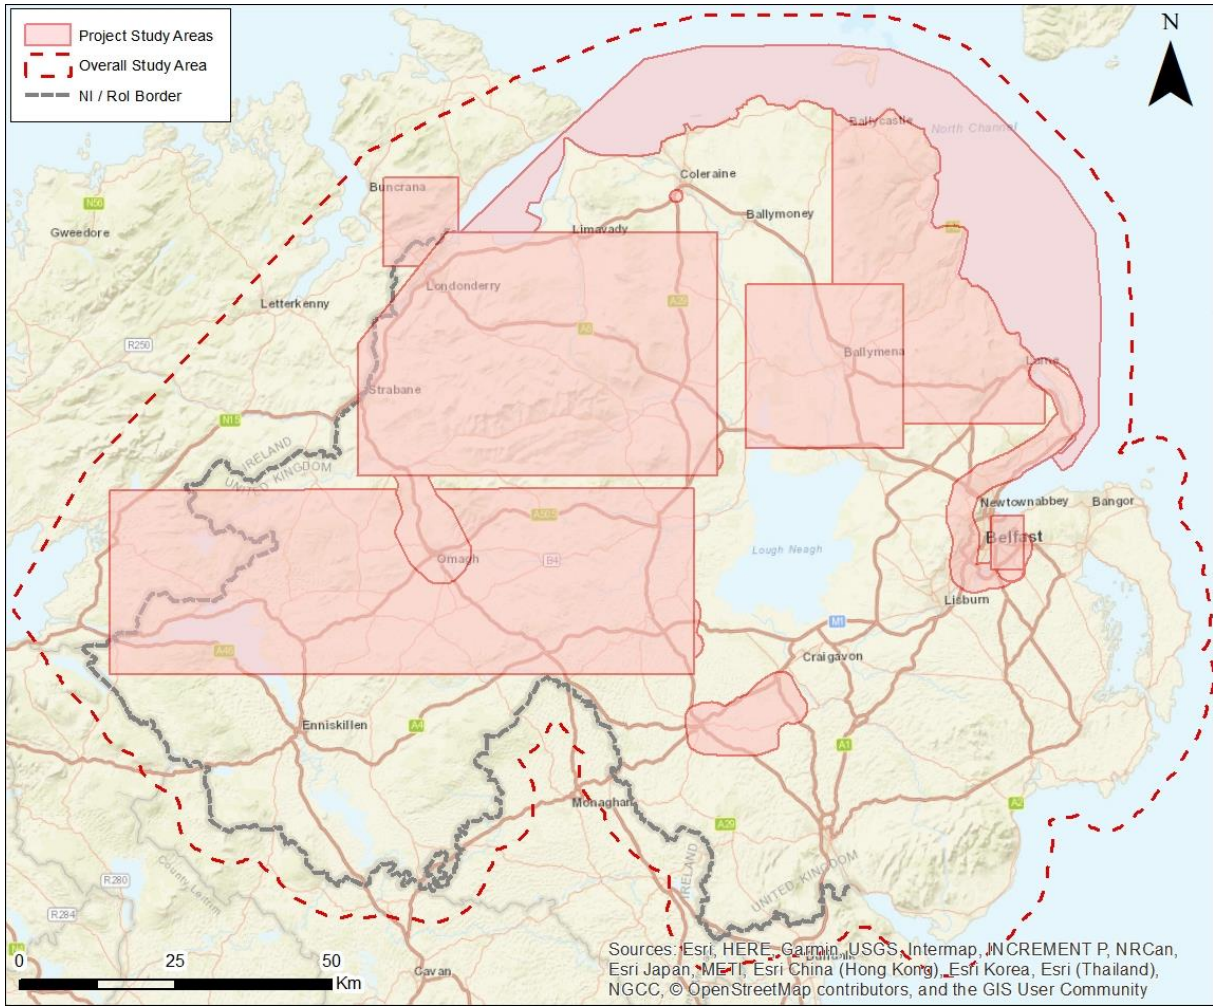 Project Study Areas
Overall Study Area
NI / RoI Border
N
Ballycastle
North Channel
Coleraine
Buncrana
N56
Gweedore
Ballymoney
Limavady
Londonderry
Letterkenny
A29
A6
R250
Ballymena
Larne
Strabane
N15
IRELAND
UNITED KINGDOM
Newtownabbey
Bangor
A505
Belfast
Omagh
B4
Lough Neagh
Lisburn
M1
A46
Craigavon
Enniskillen
A4
A1
Monaghan
A2
A29
IRELAND
UNITED KINGDOM
County Leitrim
R280
R284
Cavan
Dundalk
0 25 50
Km
Sources: Esri, HERE, Garmin, USGS, Intermap, INCREMENT P, NRCan,
Esri Japan, METI, Esri China (Hong Kong), Esri Korea, Esri (Thailand),
NGCC, © OpenStreetMap contributors, and the GIS User Community